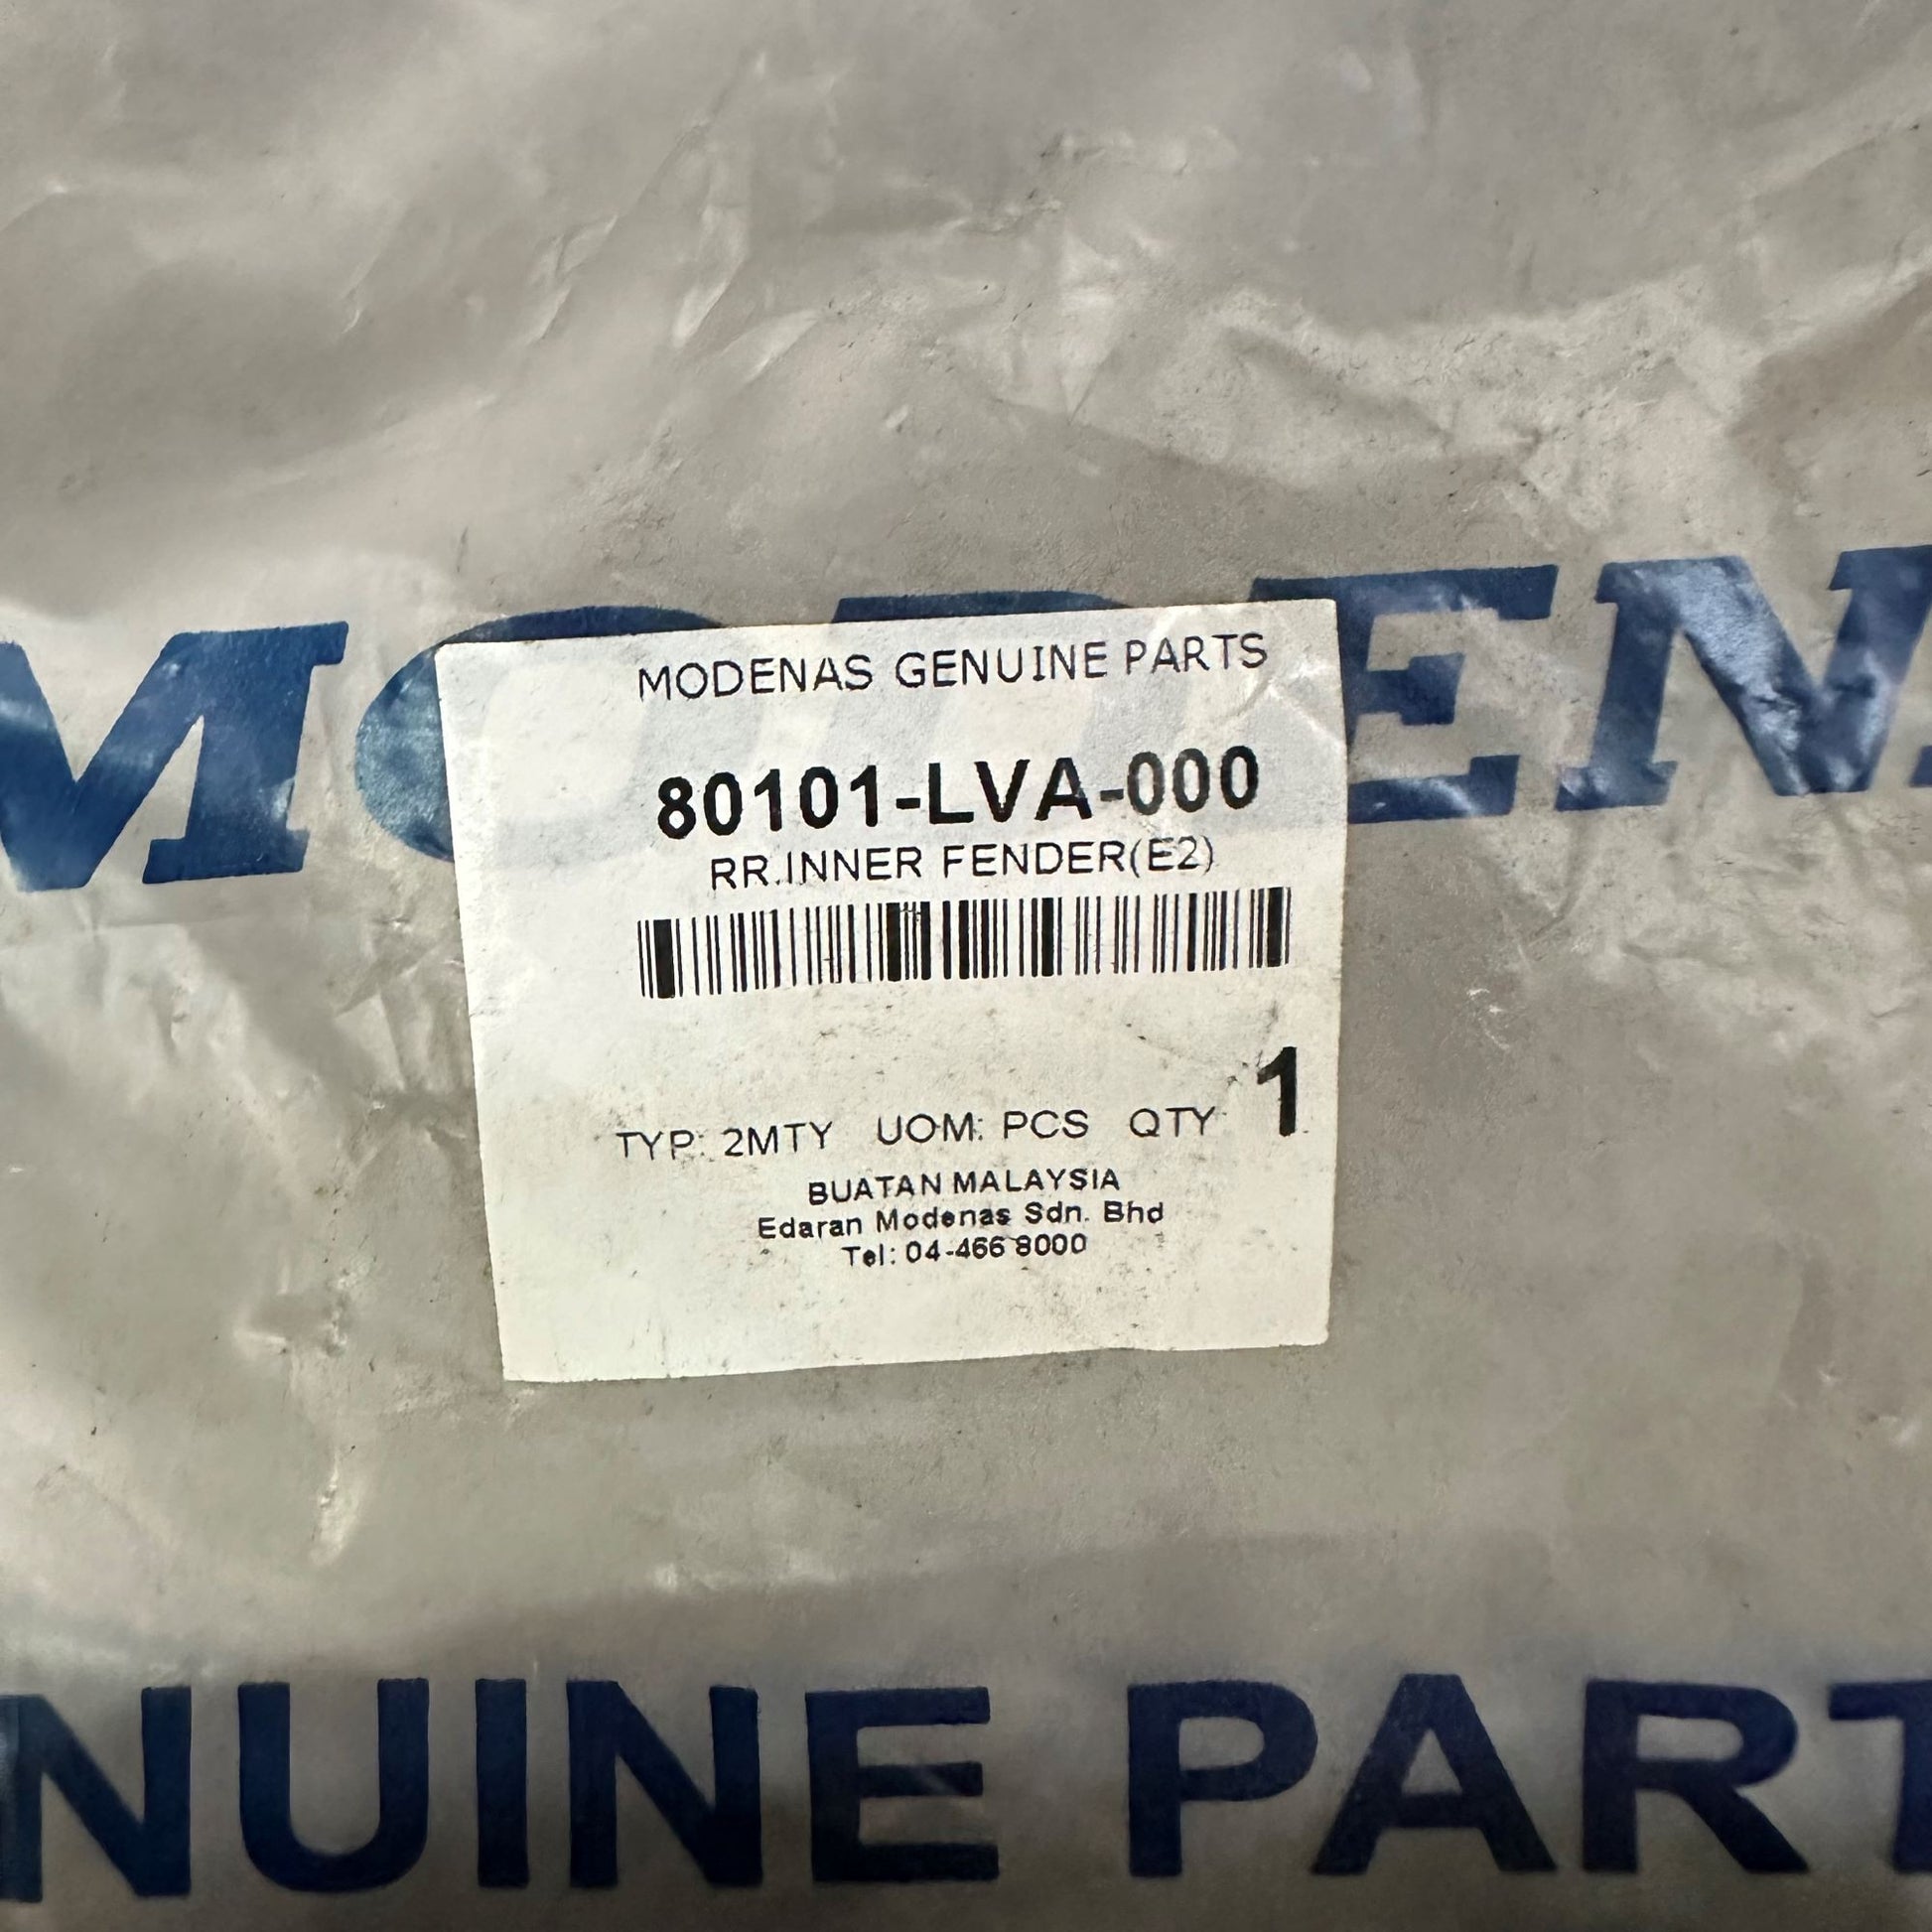 MODENA
MODENAS GENUINE PARTS
80101-LVA-000
RR.INNER FENDER(E2)
TYP: 2MTY UOM: PCS QTY 1
BUATAN MALAYSIA
Edaran Modenas Sdn. Bhd
Tel: 04-466 8000
NUINE PART